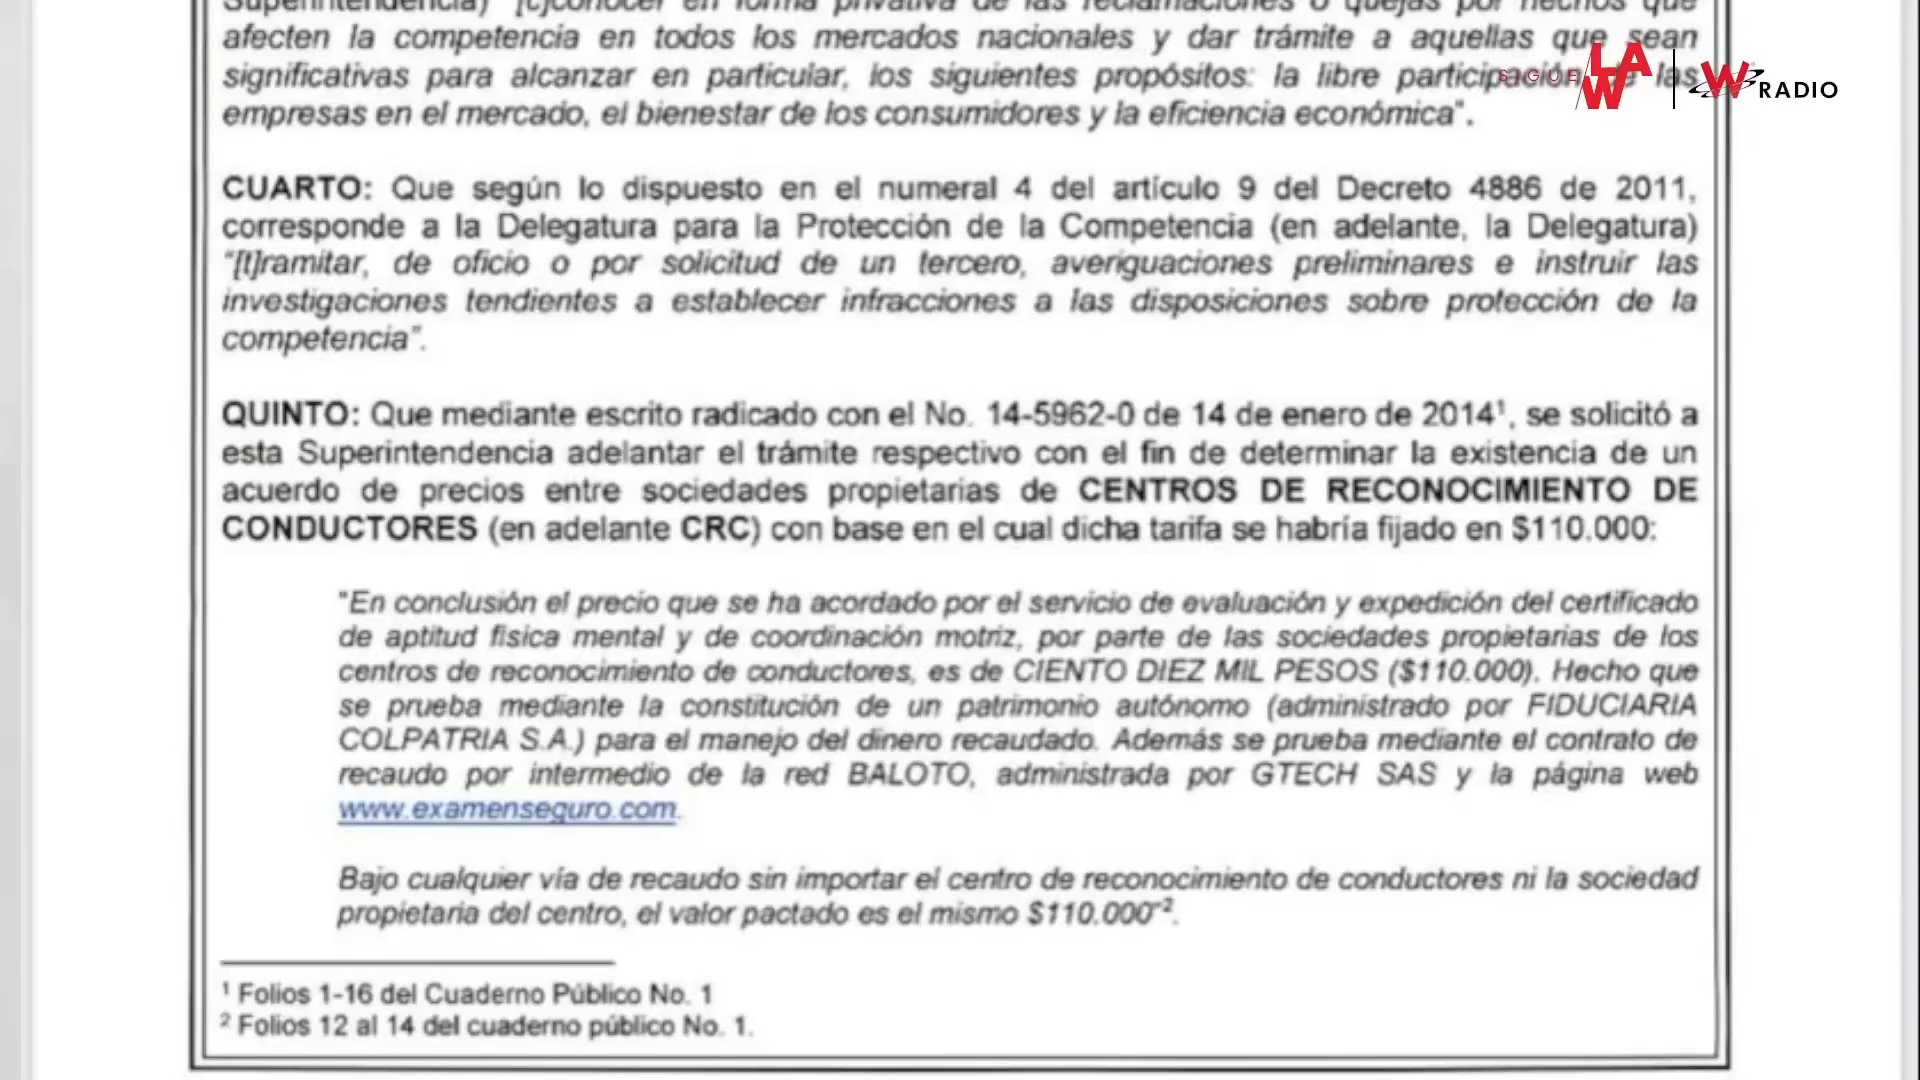 Superintendencia) "[c]conocer en forma privativa de las reclamaciones o quejas por hechos que
afecten la competencia en todos los mercados nacionales y dar trámite a aquellas que sean
significativas para alcanzar en particular, los siguientes propósitos: la libre participación de las
empresas en el mercado, el bienestar de los consumidores y la eficiencia económica".
SIGUE LA W
W RADIO
CUARTO: Que según lo dispuesto en el numeral 4 del artículo 9 del Decreto 4886 de 2011,
corresponde a la Delegatura para la Protección de la Competencia (en adelante, la Delegatura)
"[t]ramitar, de oficio o por solicitud de un tercero, averiguaciones preliminares e instruir las
investigaciones tendientes a establecer infracciones a las disposiciones sobre protección de la
competencia".
QUINTO: Que mediante escrito radicado con el No. 14-5962-0 de 14 de enero de 2014¹, se solicitó a
esta Superintendencia adelantar el trámite respectivo con el fin de determinar la existencia de un
acuerdo de precios entre sociedades propietarias de CENTROS DE RECONOCIMIENTO DE
CONDUCTORES (en adelante CRC) con base en el cual dicha tarifa se habría fijado en $110.000:
"En conclusión el precio que se ha acordado por el servicio de evaluación y expedición del certificado
de aptitud física mental y de coordinación motriz, por parte de las sociedades propietarias de los
centros de reconocimiento de conductores, es de CIENTO DIEZ MIL PESOS ($110.000). Hecho que
se prueba mediante la constitución de un patrimonio autónomo (administrado por FIDUCIARIA
COLPATRIA S.A.) para el manejo del dinero recaudado. Además se prueba mediante el contrato de
recaudo por intermedio de la red BALOTO, administrada por GTECH SAS y la página web
www.examenseguro.com.
Bajo cualquier vía de recaudo sin importar el centro de reconocimiento de conductores ni la sociedad
propietaria del centro, el valor pactado es el mismo $110.000"².
¹ Folios 1-16 del Cuaderno Público No. 1
² Folios 12 al 14 del cuaderno público No. 1.